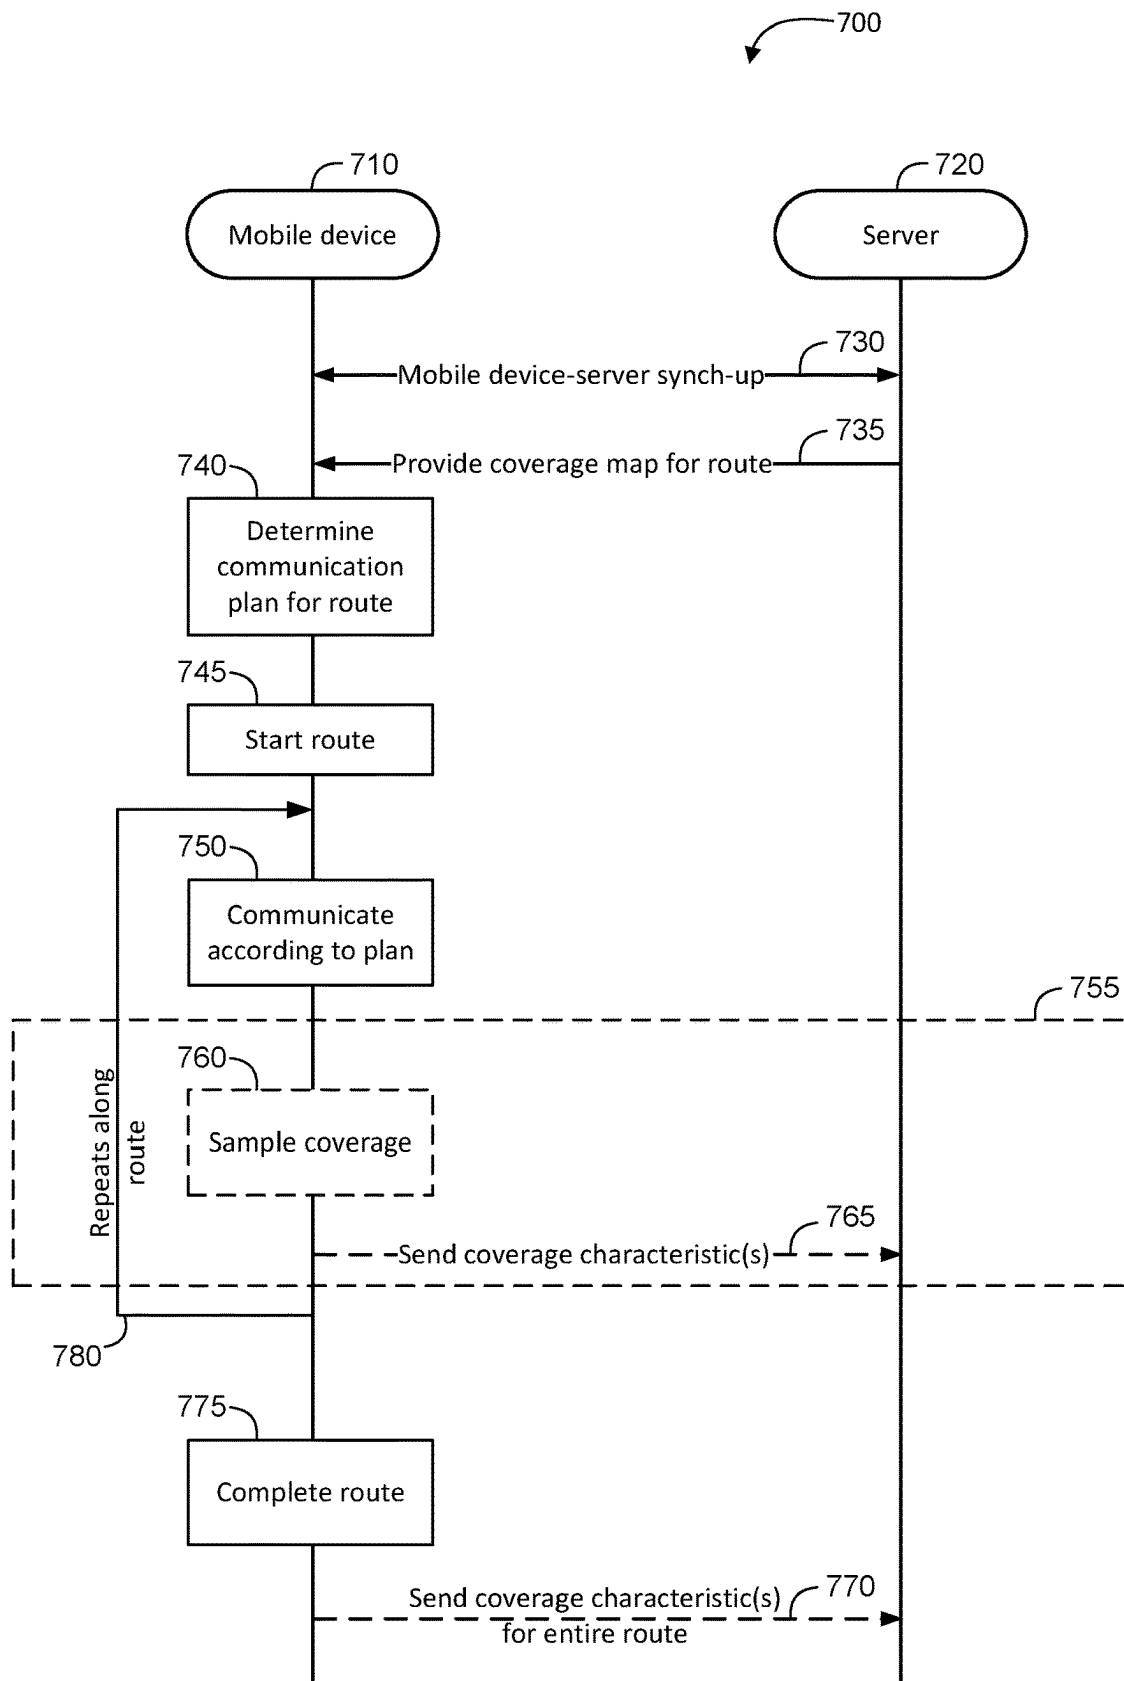 700
710
720
Mobile device
Server
730
Mobile device-server synch-up
735
Provide coverage map for route
740
Determine
communication
plan for route
745
Start route
750
Communicate
according to plan
755
760
Sample coverage
Repeats along
route
765
Send coverage characteristic(s)
780
775
Complete route
770
Send coverage characteristic(s)
for entire route